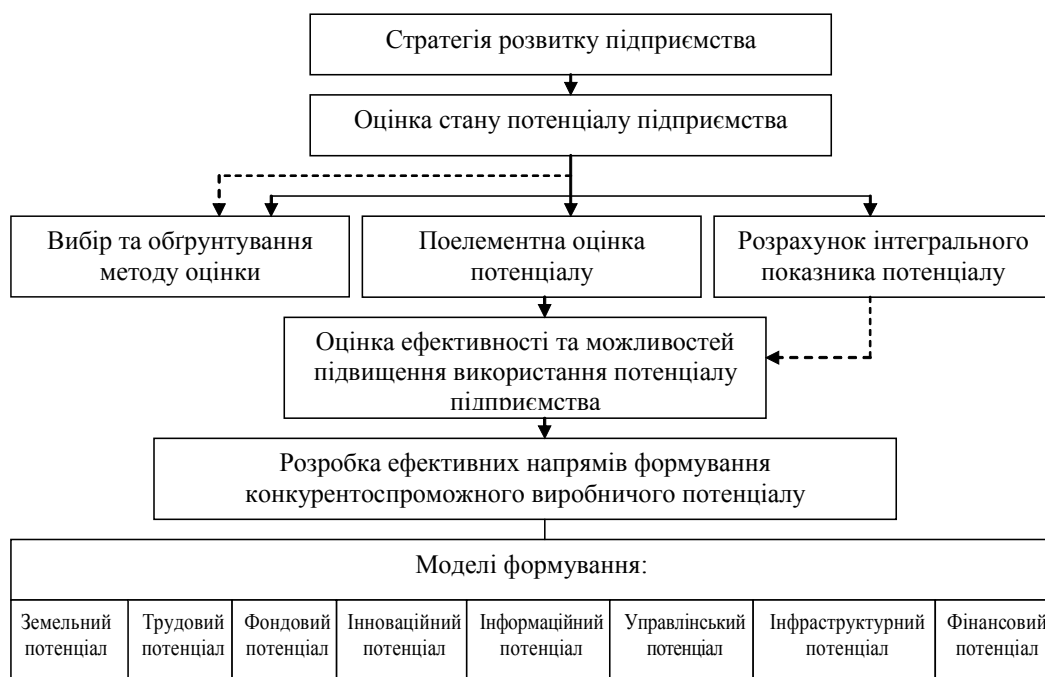 Стратегія розвитку підприємства
Оцінка стану потенціалу підприємства
Вибір та обґрунтування
методу оцінки
Поелементна оцінка
потенціалу
Розрахунок інтегрального
показника потенціалу
Оцінка ефективності та можливостей
підвищення використання потенціалу
підприємства
Розробка ефективних напрямів формування
конкурентоспроможного виробничого потенціалу
Моделі формування:
Земельний
потенціал
Трудовий
потенціал
Фондовий
потенціал
Інноваційний
потенціал
Інформаційний
потенціал
Управлінський
потенціал
Інфраструктурний
потенціал
Фінансовий
потенціал